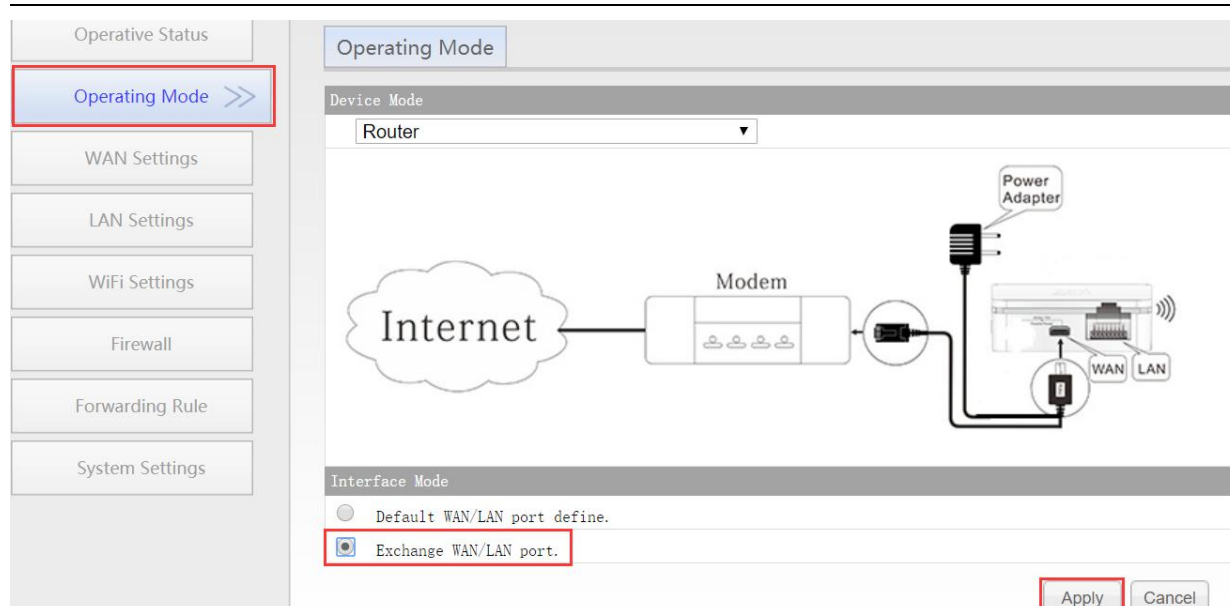 Operative Status
Operating Mode
WAN Settings
LAN Settings
WiFi Settings
Firewall
Forwarding Rule
System Settings
Operating Mode
Device Mode
Router
Power
Adapter
Modem
Internet
WAN
LAN
Interface Mode
Default WAN/LAN port define.
Exchange WAN/LAN port.
Apply
Cancel